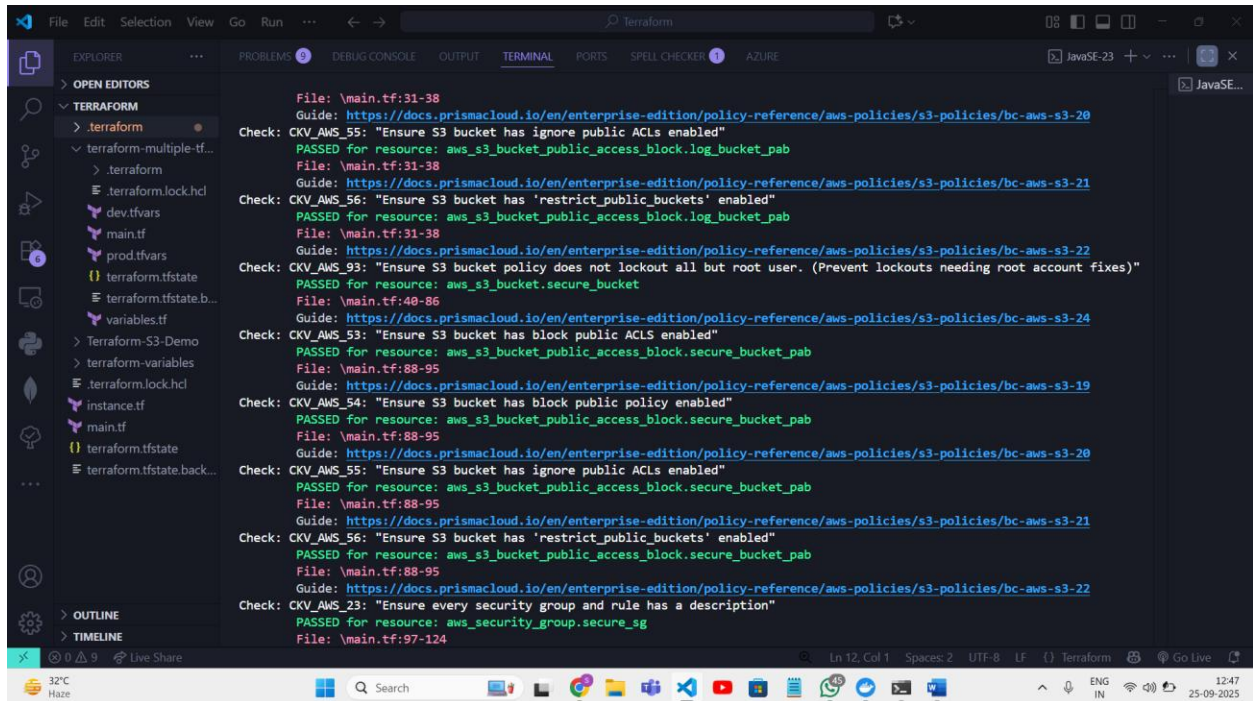 File Edit Selection View Go Run ... Terraform
EXPLORER ...
PROBLEMS 9 DEBUG CONSOLE OUTPUT TERMINAL PORTS SPELL CHECKER 1 AZURE JavaSE-23
JavaSE...
> OPEN EDITORS
TERRAFORM
> .terraform
terraform-multiple-tf...
> .terraform
.terraform.lock.hcl
dev.tfvars
main.tf
prod.tfvars
{} terraform.tfstate
terraform.tfstate.b...
variables.tf
> Terraform-S3-Demo
> terraform-variables
.terraform.lock.hcl
instance.tf
main.tf
{} terraform.tfstate
terraform.tfstate.back...
> OUTLINE
> TIMELINE
6
File: \main.tf:31-38
Guide: https://docs.prismacloud.io/en/enterprise-edition/policy-reference/aws-policies/s3-policies/bc-aws-s3-20
Check: CKV_AWS_55: "Ensure S3 bucket has ignore public ACLs enabled"
PASSED for resource: aws_s3_bucket_public_access_block.log_bucket_pab
File: \main.tf:31-38
Guide: https://docs.prismacloud.io/en/enterprise-edition/policy-reference/aws-policies/s3-policies/bc-aws-s3-21
Check: CKV_AWS_56: "Ensure S3 bucket has 'restrict_public_buckets' enabled"
PASSED for resource: aws_s3_bucket_public_access_block.log_bucket_pab
File: \main.tf:31-38
Guide: https://docs.prismacloud.io/en/enterprise-edition/policy-reference/aws-policies/s3-policies/bc-aws-s3-22
Check: CKV_AWS_93: "Ensure S3 bucket policy does not lockout all but root user. (Prevent lockouts needing root account fixes)"
PASSED for resource: aws_s3_bucket.secure_bucket
File: \main.tf:40-86
Guide: https://docs.prismacloud.io/en/enterprise-edition/policy-reference/aws-policies/s3-policies/bc-aws-s3-24
Check: CKV_AWS_53: "Ensure S3 bucket has block public ACLS enabled"
PASSED for resource: aws_s3_bucket_public_access_block.secure_bucket_pab
File: \main.tf:88-95
Guide: https://docs.prismacloud.io/en/enterprise-edition/policy-reference/aws-policies/s3-policies/bc-aws-s3-19
Check: CKV_AWS_54: "Ensure S3 bucket has block public policy enabled"
PASSED for resource: aws_s3_bucket_public_access_block.secure_bucket_pab
File: \main.tf:88-95
Guide: https://docs.prismacloud.io/en/enterprise-edition/policy-reference/aws-policies/s3-policies/bc-aws-s3-20
Check: CKV_AWS_55: "Ensure S3 bucket has ignore public ACLs enabled"
PASSED for resource: aws_s3_bucket_public_access_block.secure_bucket_pab
File: \main.tf:88-95
Guide: https://docs.prismacloud.io/en/enterprise-edition/policy-reference/aws-policies/s3-policies/bc-aws-s3-21
Check: CKV_AWS_56: "Ensure S3 bucket has 'restrict_public_buckets' enabled"
PASSED for resource: aws_s3_bucket_public_access_block.secure_bucket_pab
File: \main.tf:88-95
Guide: https://docs.prismacloud.io/en/enterprise-edition/policy-reference/aws-policies/s3-policies/bc-aws-s3-22
Check: CKV_AWS_23: "Ensure every security group and rule has a description"
PASSED for resource: aws_security_group.secure_sg
File: \main.tf:97-124
0 9 Live Share Ln 12, Col 1 Spaces: 2 UTF-8 LF {} Terraform Go Live
32°C
Haze
Search
45
ENG
IN
12:47
25-09-2025